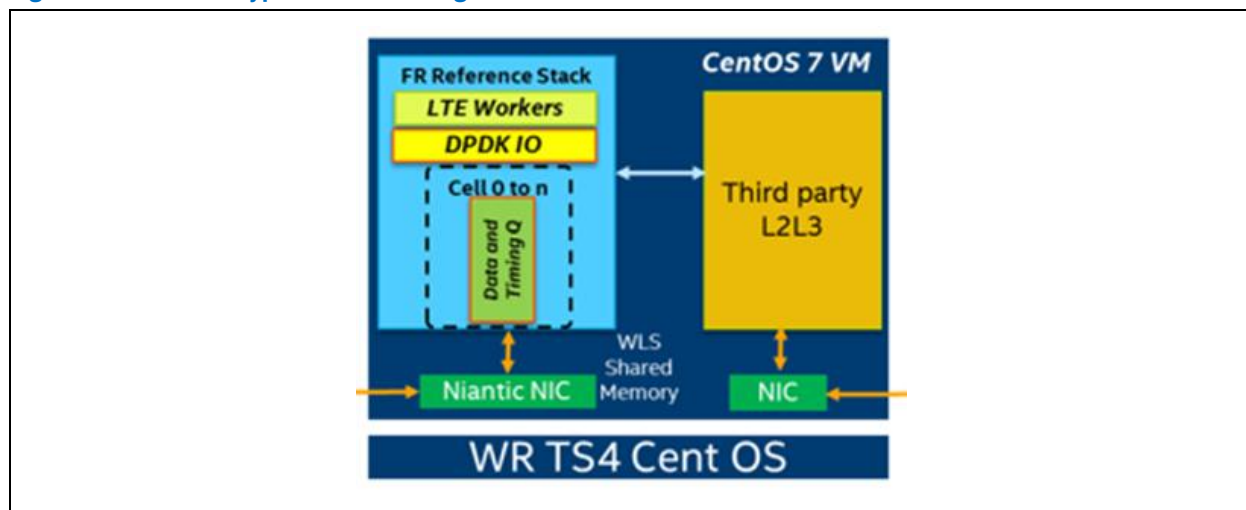 CentOS 7 VM
FR Reference Stack
LTE Workers
DPDK IO
Cell 0 to n
Data and
Timing Q
Third party
L2L3
WLS
Shared
Memory
Niantic NIC
NIC
WR TS4 Cent OS